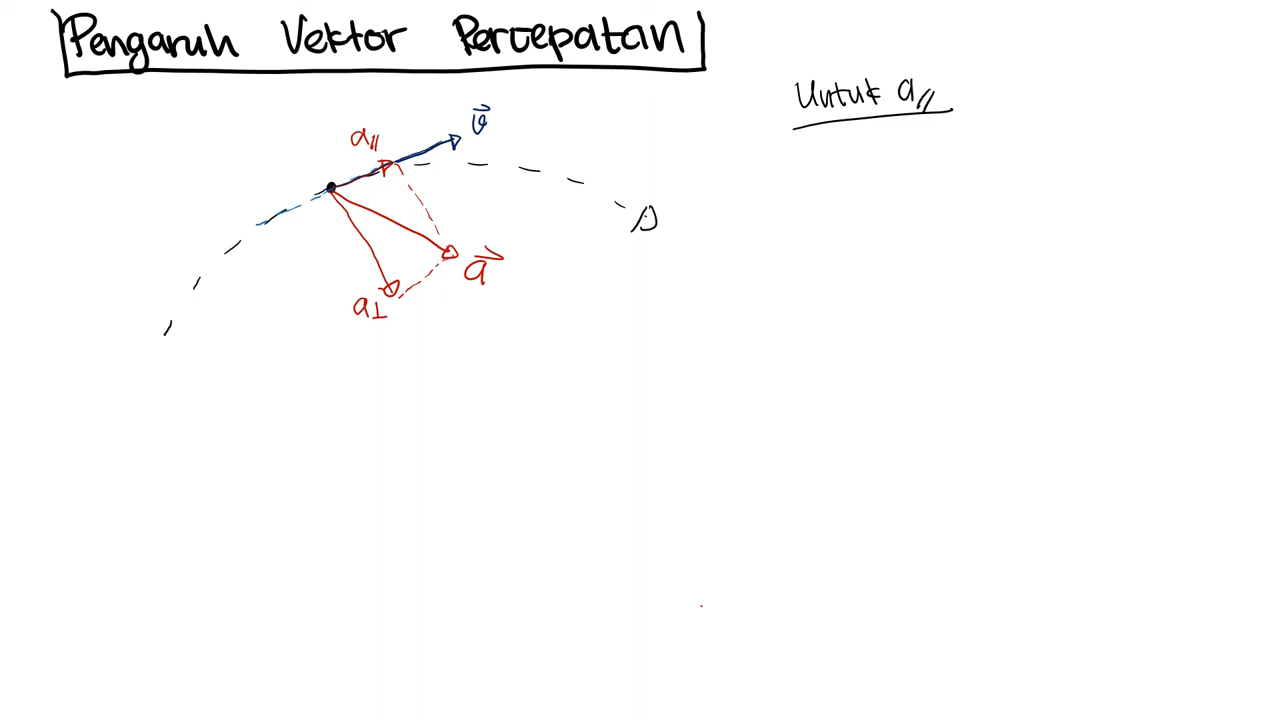 Pengaruh Vektor Percepatan
Untuk a//
a//
v⃗
a⃗
a⊥